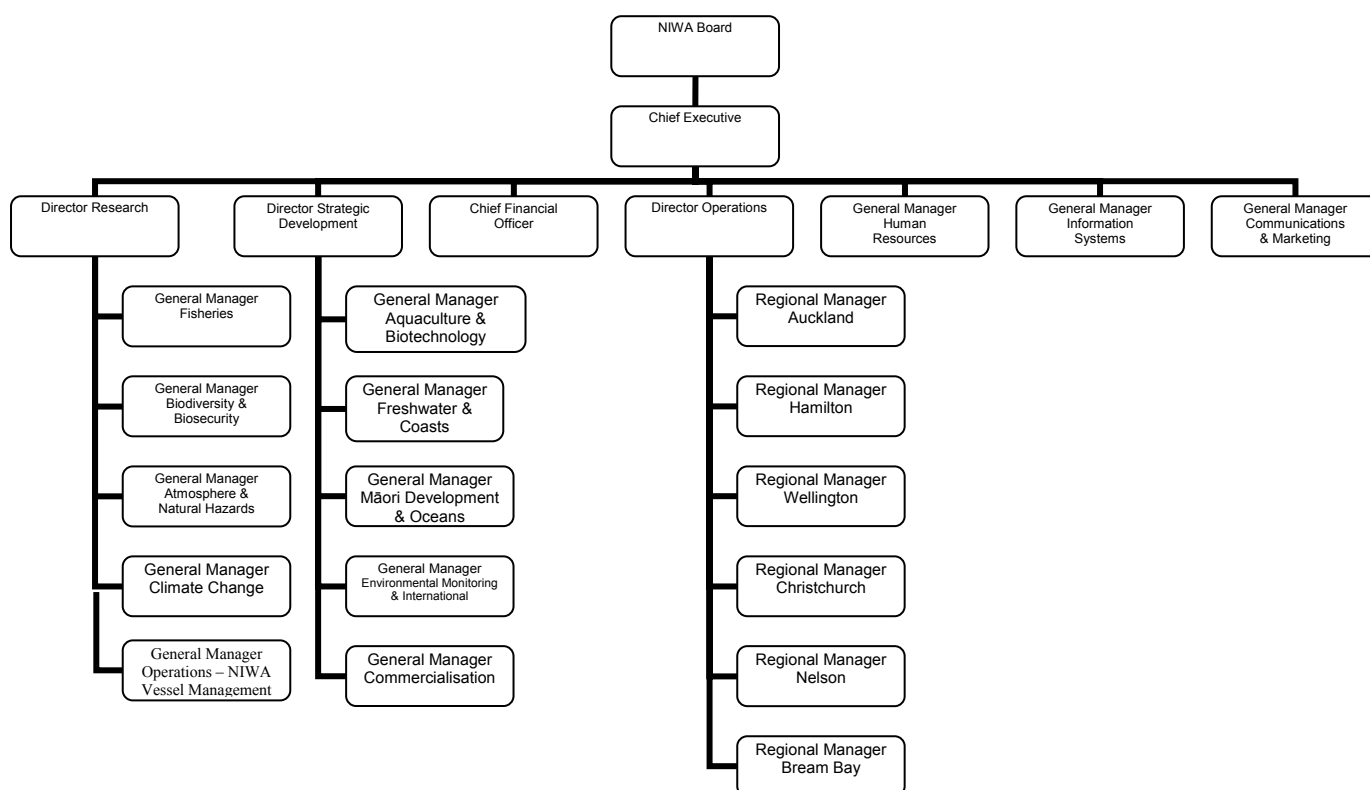 NIWA Board
Chief Executive
Director Research
Director Strategic
Development
Chief Financial
Officer
Director Operations
General Manager
Human
Resources
General Manager
Information
Systems
General Manager
Communications
& Marketing
General Manager
Fisheries
General Manager
Biodiversity &
Biosecurity
General Manager
Atmosphere &
Natural Hazards
General Manager
Climate Change
General Manager
Operations – NIWA
Vessel Management
General Manager
Aquaculture &
Biotechnology
General Manager
Freshwater &
Coasts
General Manager
Māori Development
& Oceans
General Manager
Environmental Monitoring
& International
General Manager
Commercialisation
Regional Manager
Auckland
Regional Manager
Hamilton
Regional Manager
Wellington
Regional Manager
Christchurch
Regional Manager
Nelson
Regional Manager
Bream Bay